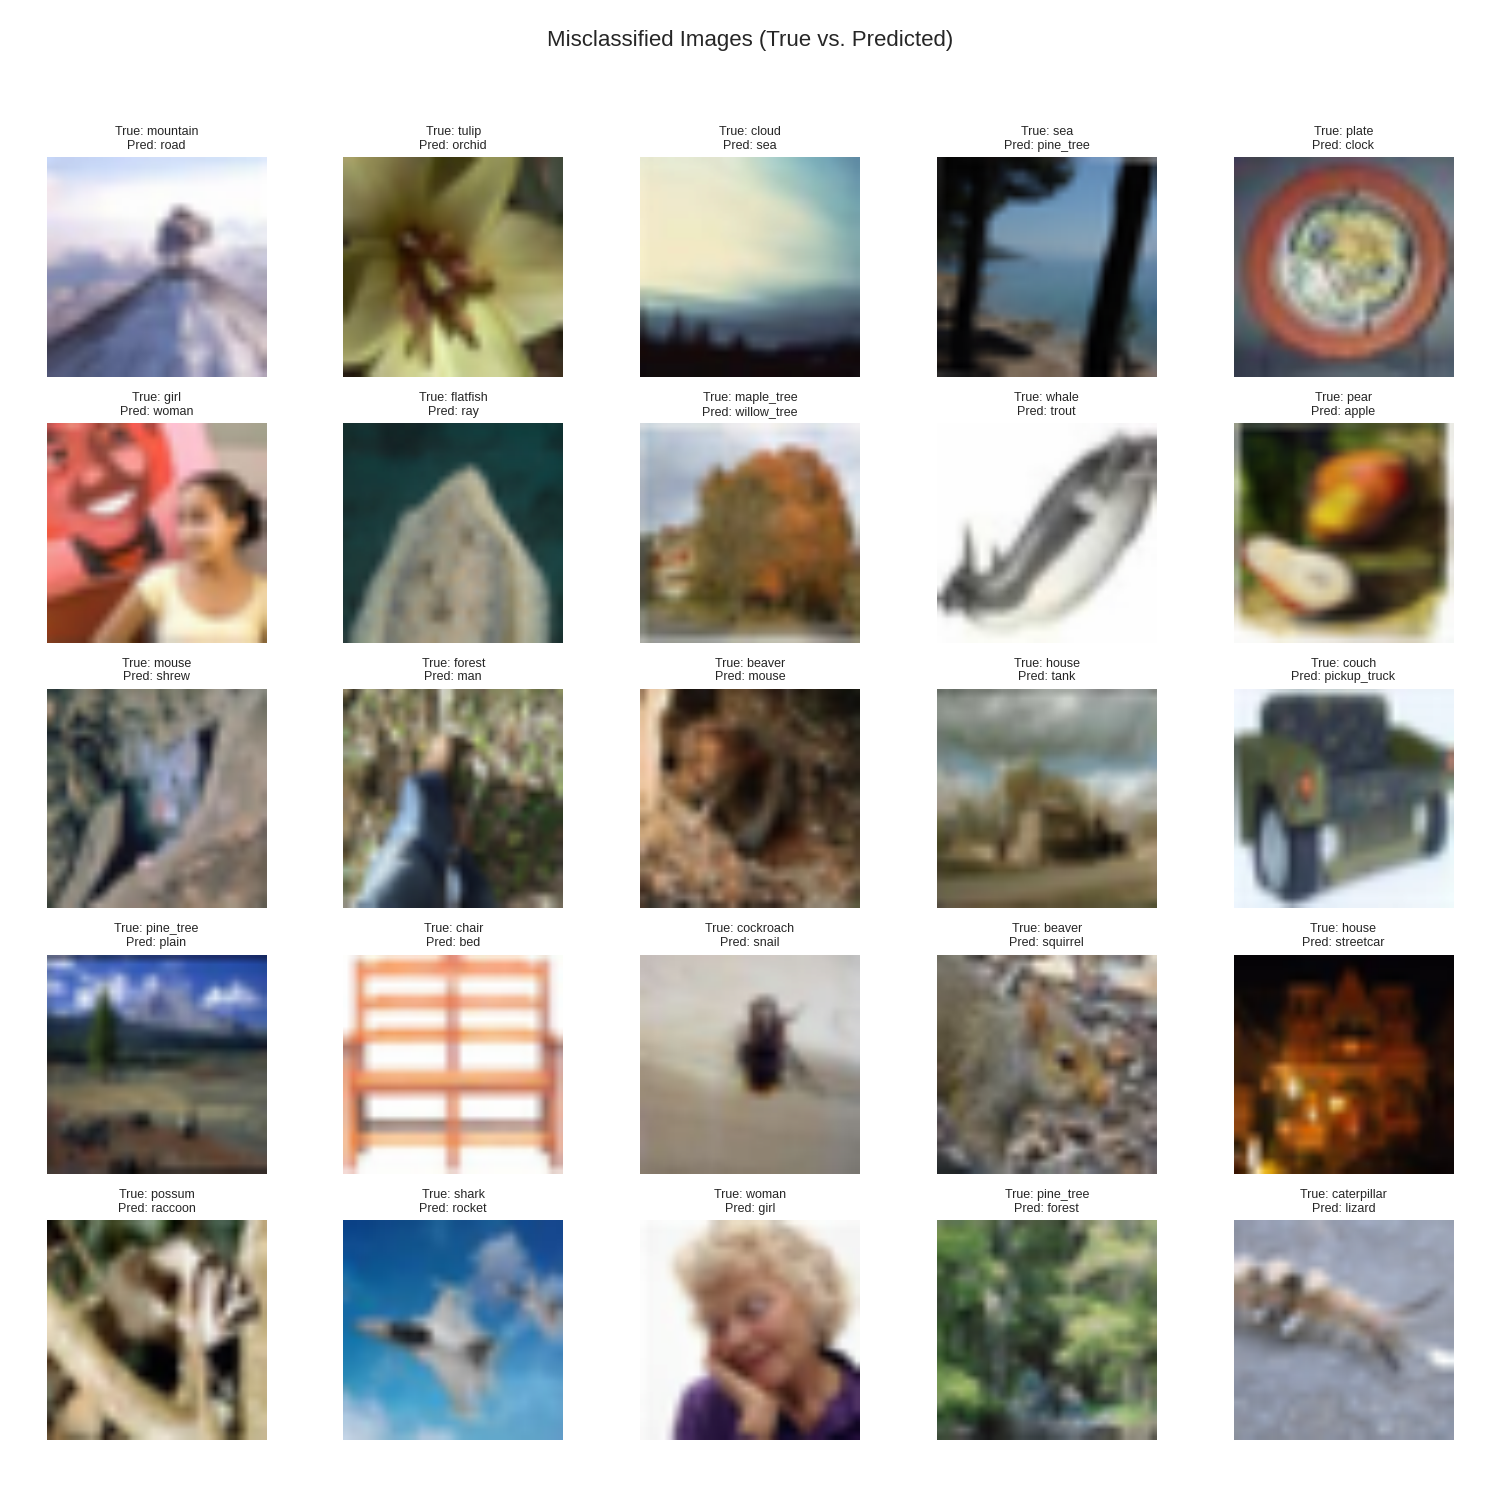 Misclassified Images (True vs. Predicted)
True: mountain
Pred: road
True: tulip
Pred: orchid
True: cloud
Pred: sea
True: sea
Pred: pine_tree
True: plate
Pred: clock
True: girl
Pred: woman
True: flatfish
Pred: ray
True: maple_tree
Pred: willow_tree
True: whale
Pred: trout
True: pear
Pred: apple
True: mouse
Pred: shrew
True: forest
Pred: man
True: beaver
Pred: mouse
True: house
Pred: tank
True: couch
Pred: pickup_truck
True: pine_tree
Pred: plain
True: chair
Pred: bed
True: cockroach
Pred: snail
True: beaver
Pred: squirrel
True: house
Pred: streetcar
True: possum
Pred: raccoon
True: shark
Pred: rocket
True: woman
Pred: girl
True: pine_tree
Pred: forest
True: caterpillar
Pred: lizard